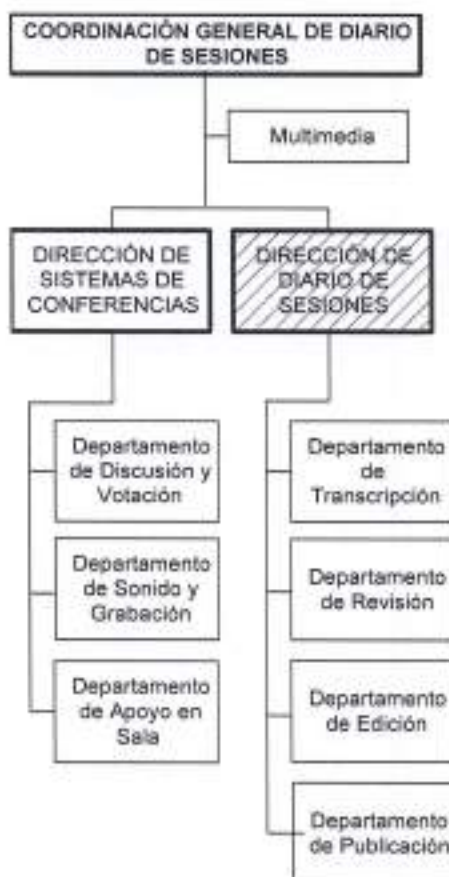 COORDINACIÓN GENERAL DE DIARIO
DE SESIONES
Multimedia
DIRECCIÓN DE
SISTEMAS DE
CONFERENCIAS
DIRECCIÓN DE
DIARIO DE
SESIONES
Departamento
de Discusión y
Votación
Departamento
de Sonido y
Grabación
Departamento
de Apoyo en
Sala
Departamento
de
Transcripción
Departamento
de Revisión
Departamento
de Edición
Departamento
de Publicación